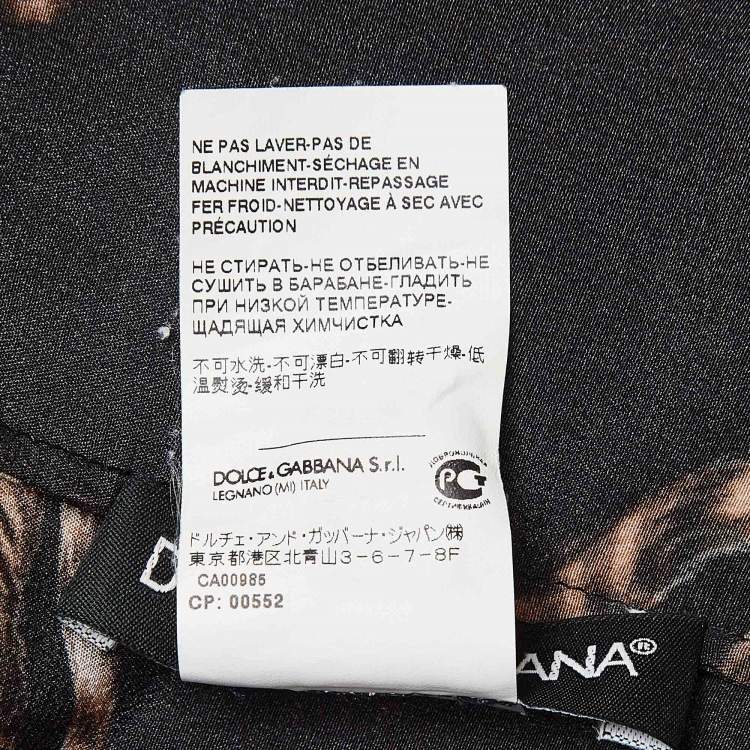 NE PAS LAVER-PAS DE
BLANCHIMENT-SÉCHAGE EN
MACHINE INTERDIT-REPASSAGE
FER FROID-NETTOYAGE À SEC AVEC
PRÉCAUTION
НЕ СТИРАТЬ-НЕ ОТБЕЛИВАТЬ-НЕ
СУШИТЬ В БАРАБАНЕ-ГЛАДИТЬ
ПРИ НИЗКОЙ ТЕМПЕРАТУРЕ-
ЩАДЯЩАЯ ХИМЧИСТКА
不可水洗-不可漂白-不可翻转干燥-低
温熨烫-缓和干洗
DOLCE & GABBANA S.r.l.
LEGNANO (MI) ITALY
ДОБРОВОЛЬНАЯ
РСТ
СЕРТИФИКАЦИЯ
ドルチェ・アンド・ガッバーナ・ジャパン㈱
東京都港区北青山3-6-7-8F
CA00985
CP: 00552
D
BANA®